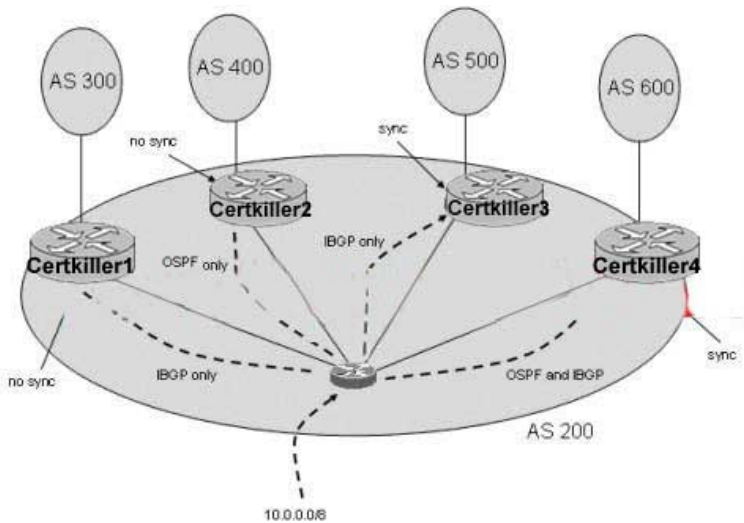 AS 300
AS 400
AS 500
AS 600
no sync
sync
Certkiller2
Certkiller3
Certkiller1
Certkiller4
OSPF only
IBGP only
no sync
IBGP only
OSPF and IBGP
sync
AS 200
10.0.0.0/8